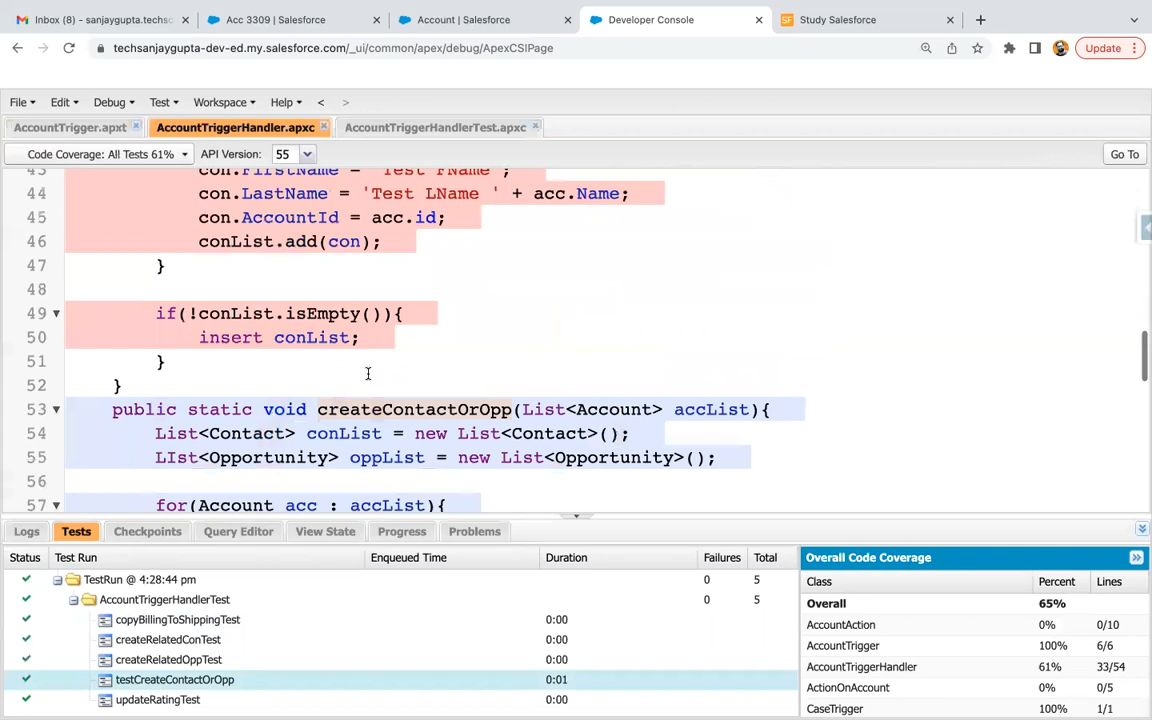 Inbox (8) - sanjaygupta.techsc
Acc 3309 | Salesforce
Account | Salesforce
Developer Console
Study Salesforce
techsanjaygupta-dev-ed.my.salesforce.com/_ui/common/apex/debug/ApexCSIPage
Update
File Edit Debug Test Workspace Help < >
AccountTrigger.apxt AccountTriggerHandler.apxc AccountTriggerHandlerTest.apxc
Code Coverage: All Tests 61% API Version: 55 Go To
43 con.FirstName = 'Test FName';
44 con.LastName = 'Test LName ' + acc.Name;
45 con.AccountId = acc.id;
46 conList.add(con);
47 }
48
49 if(!conList.isEmpty()){
50 insert conList;
51 }
52 }
53 public static void createContactOrOpp(List<Account> accList){
54 List<Contact> conList = new List<Contact>();
55 LIst<Opportunity> oppList = new List<Opportunity>();
56
57 for(Account acc : accList){
Logs Tests Checkpoints Query Editor View State Progress Problems
Status Test Run Enqueued Time Duration Failures Total
TestRun @ 4:28:44 pm 0 5
AccountTriggerHandlerTest 0 5
copyBillingToShippingTest 0:00
createRelatedConTest 0:00
createRelatedOppTest 0:00
testCreateContactOrOpp 0:01
updateRatingTest 0:00
Overall Code Coverage
Class Percent Lines
Overall 65%
AccountAction 0% 0/10
AccountTrigger 100% 6/6
AccountTriggerHandler 61% 33/54
ActionOnAccount 0% 0/5
CaseTrigger 100% 1/1